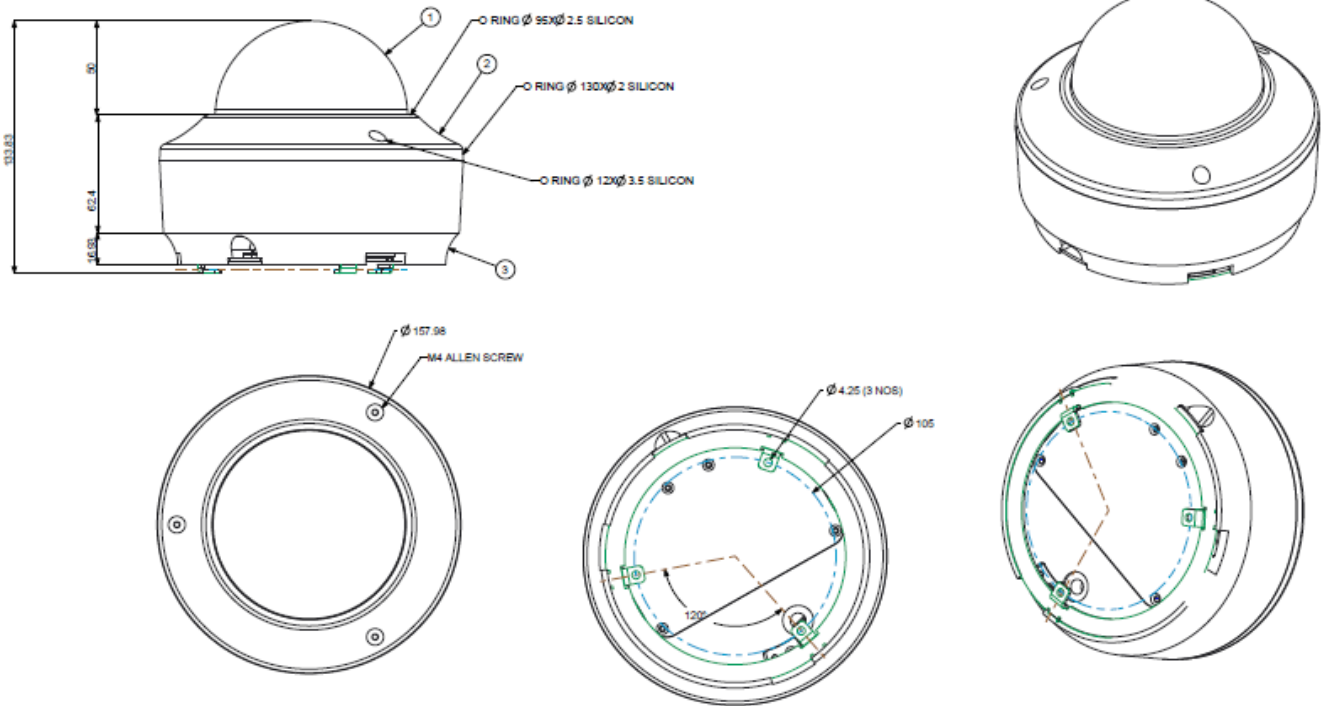 1
O RING Ø 95XØ 2.5 SILICON
2
O RING Ø 130XØ 2 SILICON
O RING Ø 12XØ 3.5 SILICON
3
50
133.83
62.4
16.93
Ø 157.98
M4 ALLEN SCREW
Ø 4.25 (3 NOS)
Ø 105
120°